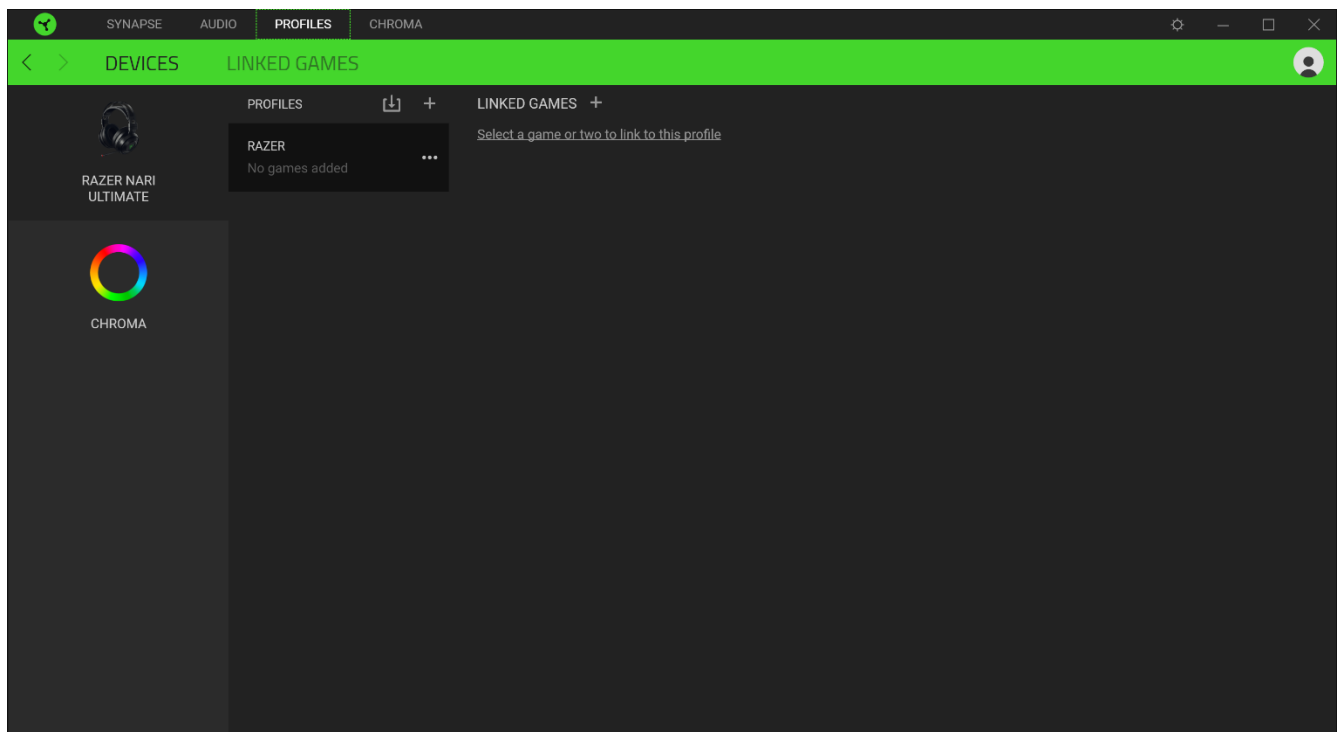 SYNAPSE AUDIO PROFILES CHROMA
DEVICES LINKED GAMES
RAZER NARI
ULTIMATE
CHROMA
PROFILES
RAZER
No games added
LINKED GAMES
Select a game or two to link to this profile